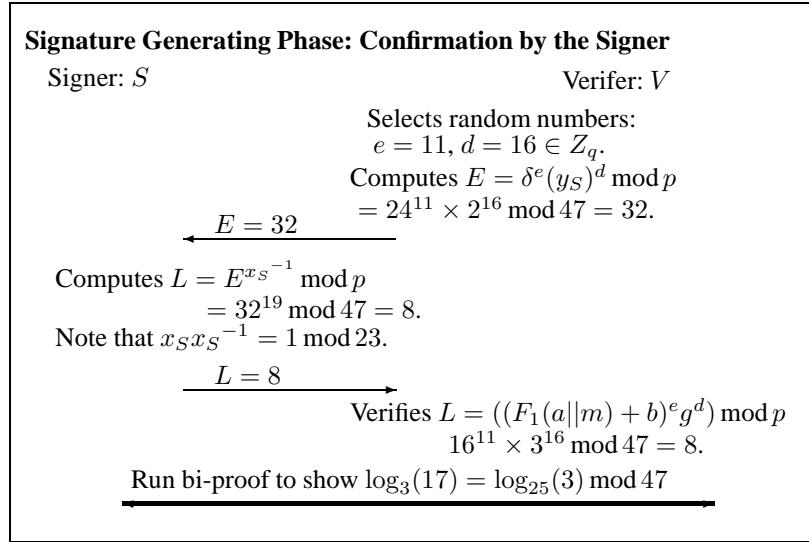 Signature Generating Phase: Confirmation by the Signer
Signer: S Verifer: V
Selects random numbers:
e = 11, d = 16 ∈ Z_q.
Computes E = δ^e(y_S)^d mod p
= 24^11 × 2^16 mod 47 = 32.
E = 32
Computes L = E^{x_S^{-1}} mod p
= 32^19 mod 47 = 8.
Note that x_S x_S^{-1} = 1 mod 23.
L = 8
Verifies L = ((F_1(a||m) + b)^e g^d) mod p
16^11 × 3^16 mod 47 = 8.
Run bi-proof to show log_3(17) = log_25(3) mod 47